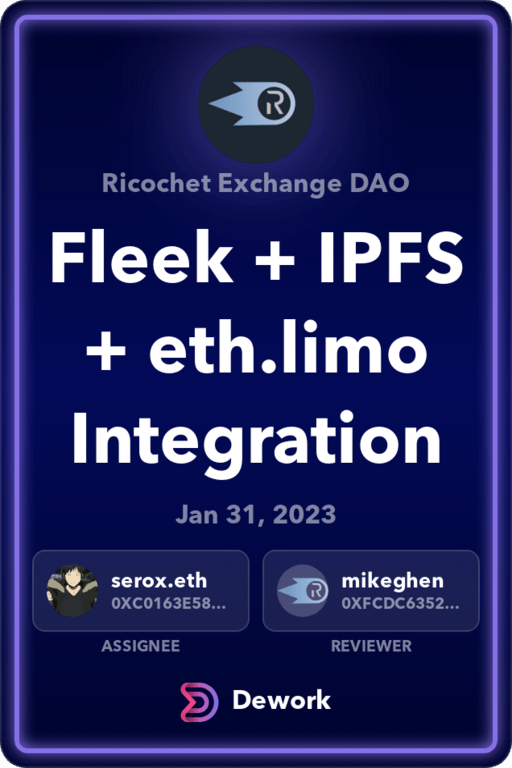 R
Ricochet Exchange DAO
Fleek + IPFS
+ eth.limo
Integration
Jan 31, 2023
serox.eth
0XC0163E58...
mikeghen
0XFCDC6352...
ASSIGNEE
REVIEWER
Dework